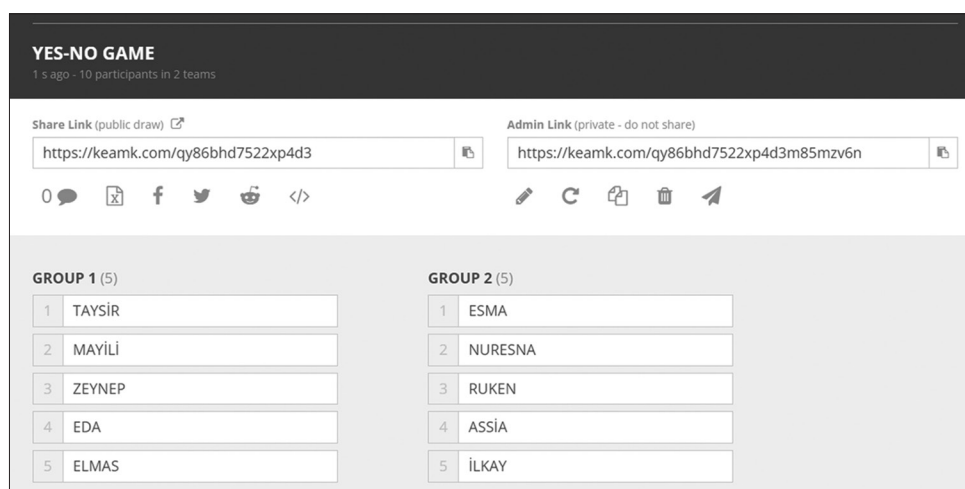 YES-NO GAME
1 s ago - 10 participants in 2 teams
Share Link (public draw)
Admin Link (private - do not share)
https://keamk.com/qy86bhd7522xp4d3
https://keamk.com/qy86bhd7522xp4d3m85mzv6n
0
GROUP 1 (5)
1 TAYSİR
2 MAYİLİ
3 ZEYNEP
4 EDA
5 ELMAS
GROUP 2 (5)
1 ESMA
2 NURESNA
3 RUKEN
4 ASSİA
5 İLKAY